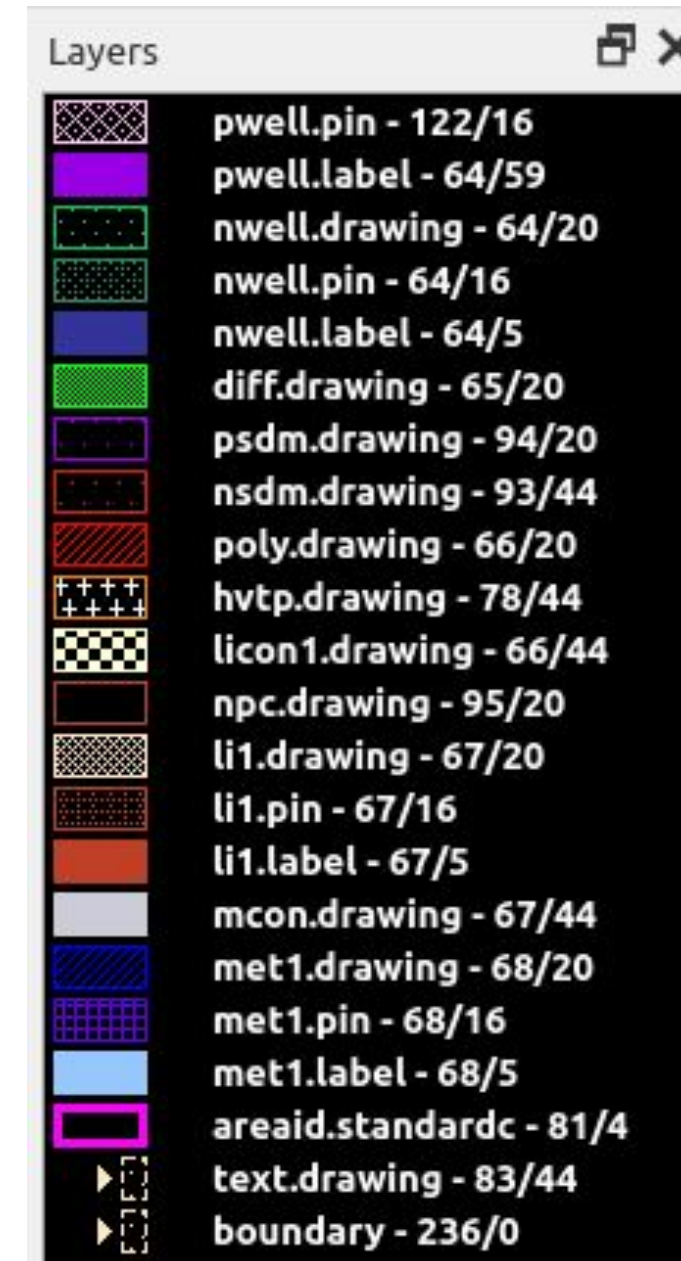 Layers
pwell.pin - 122/16
pwell.label - 64/59
nwell.drawing - 64/20
nwell.pin - 64/16
nwell.label - 64/5
diff.drawing - 65/20
psdm.drawing - 94/20
nsdm.drawing - 93/44
poly.drawing - 66/20
hvtp.drawing - 78/44
licon1.drawing - 66/44
npc.drawing - 95/20
li1.drawing - 67/20
li1.pin - 67/16
li1.label - 67/5
mcon.drawing - 67/44
met1.drawing - 68/20
met1.pin - 68/16
met1.label - 68/5
areaid.standardc - 81/4
text.drawing - 83/44
boundary - 236/0